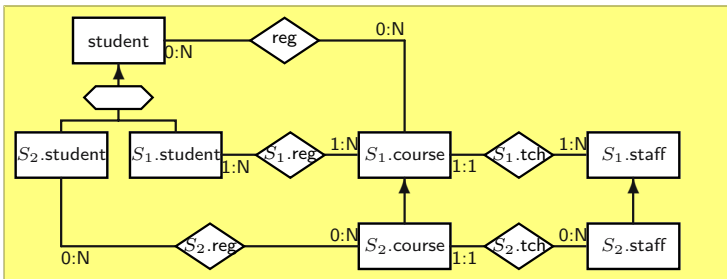 student
0:N
reg
0:N
S₂.student
S₁.student
1:N
S₁.reg
1:N
S₁.course
1:1
S₁.tch
1:N
S₁.staff
0:N
S₂.reg
0:N
S₂.course
1:1
S₂.tch
0:N
S₂.staff